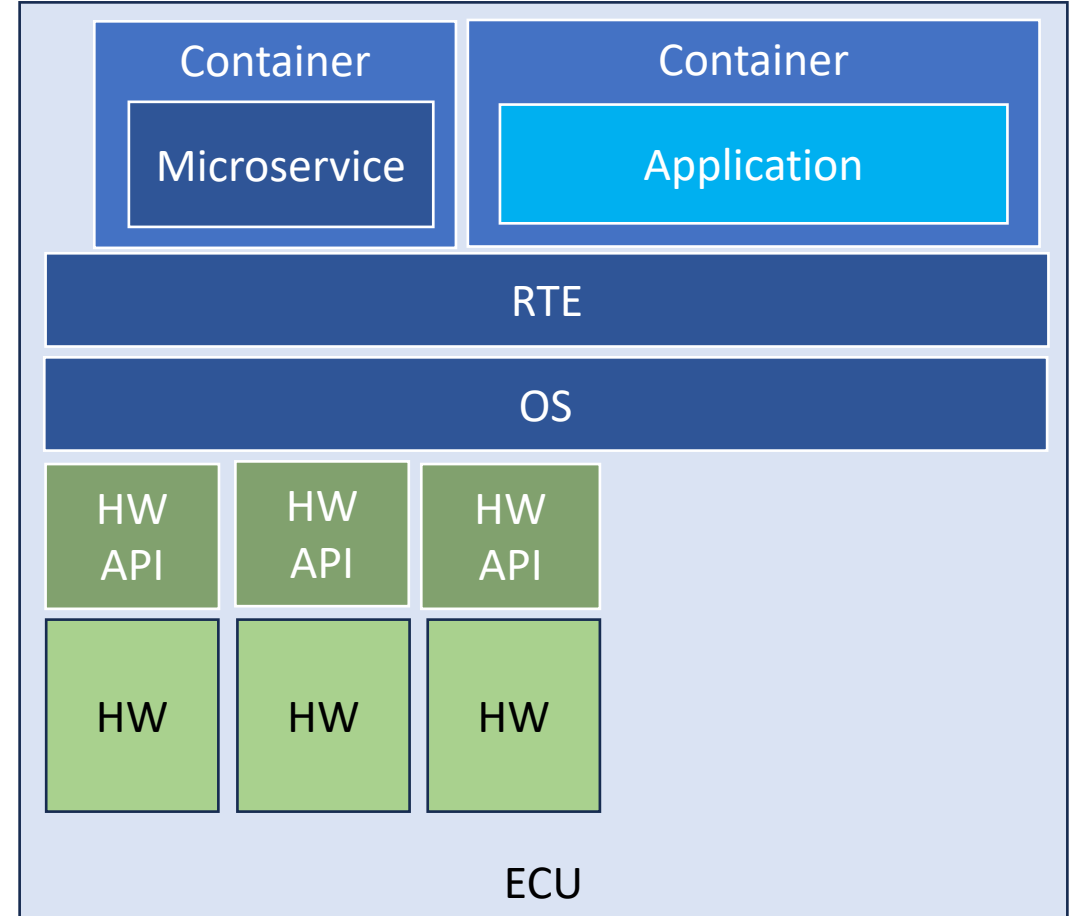 Container
Container
Microservice
Application
RTE
OS
HW
API
HW
API
HW
API
HW
HW
HW
ECU